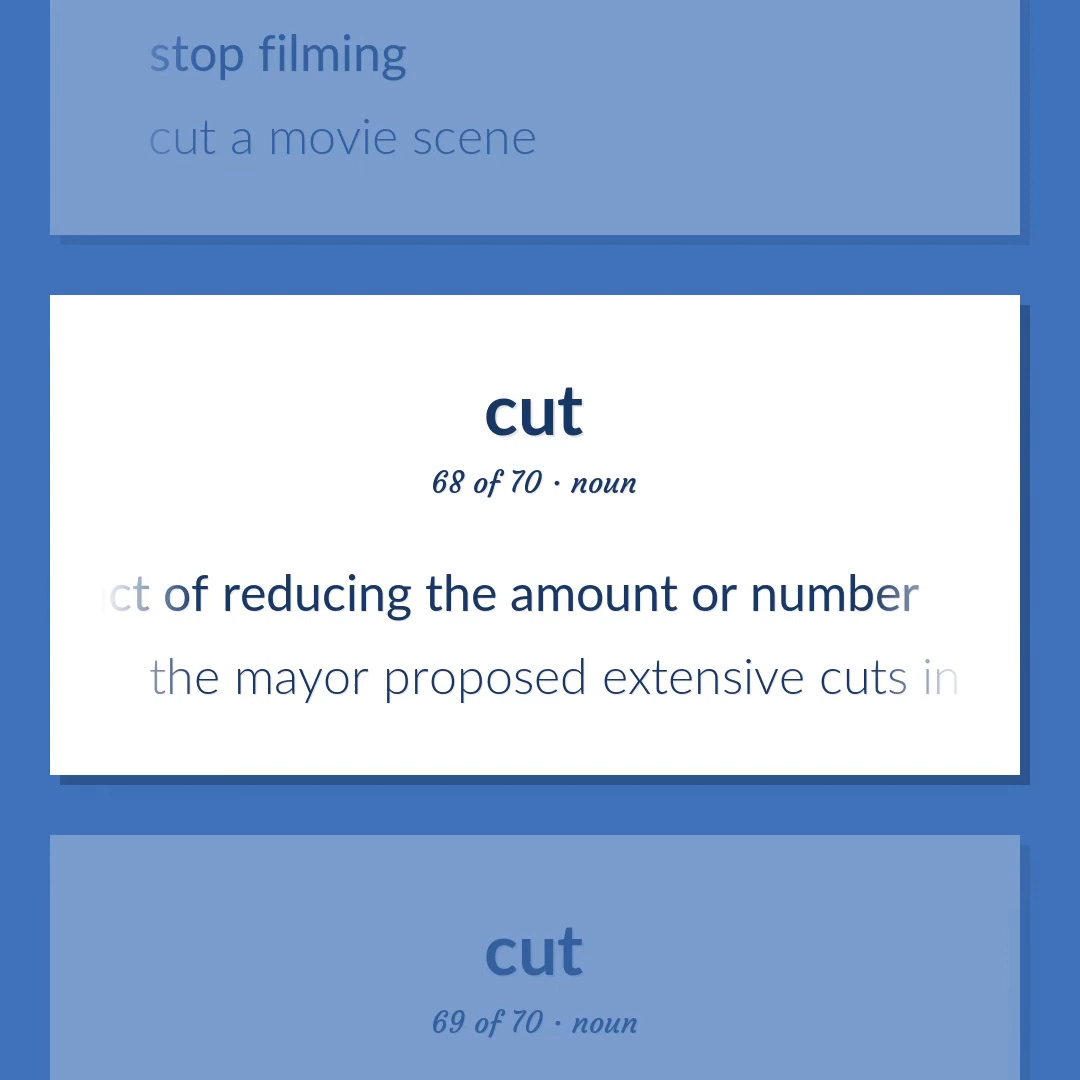 stop filming
cut a movie scene
cut
68 of 70 · noun
ct of reducing the amount or number
the mayor proposed extensive cuts in
cut
69 of 70 · noun